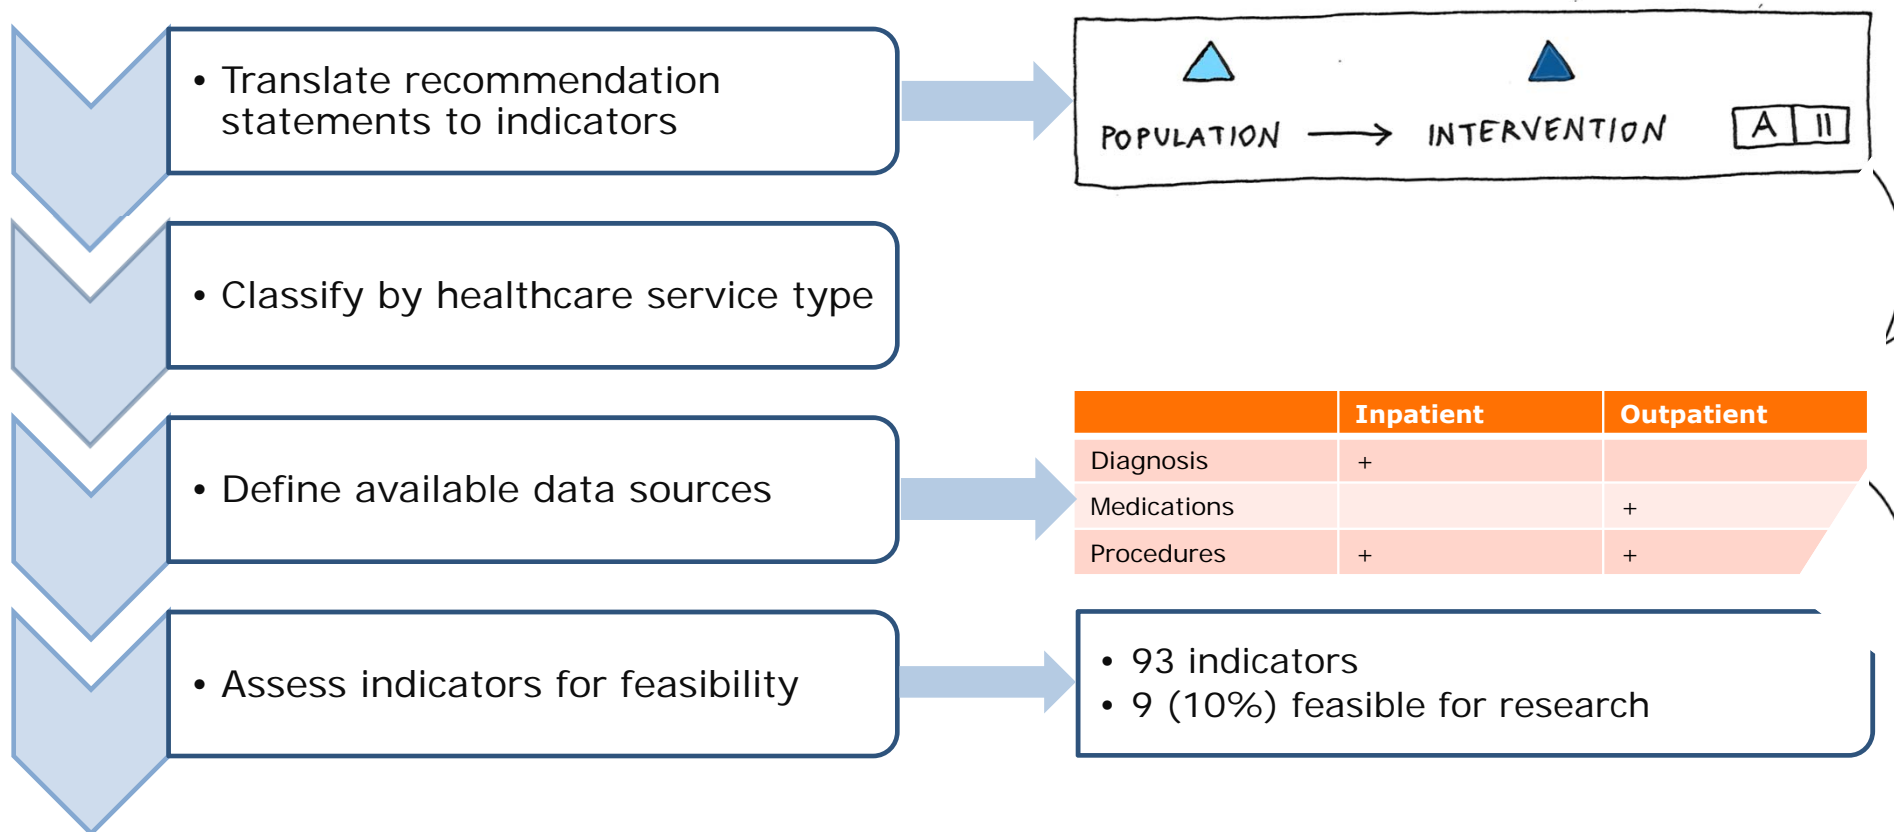 • Translate recommendation
statements to indicators
POPULATION → INTERVENTION A II
• Classify by healthcare service type
• Define available data sources
Inpatient Outpatient
Diagnosis +
Medications +
Procedures + +
• Assess indicators for feasibility
• 93 indicators
• 9 (10%) feasible for research